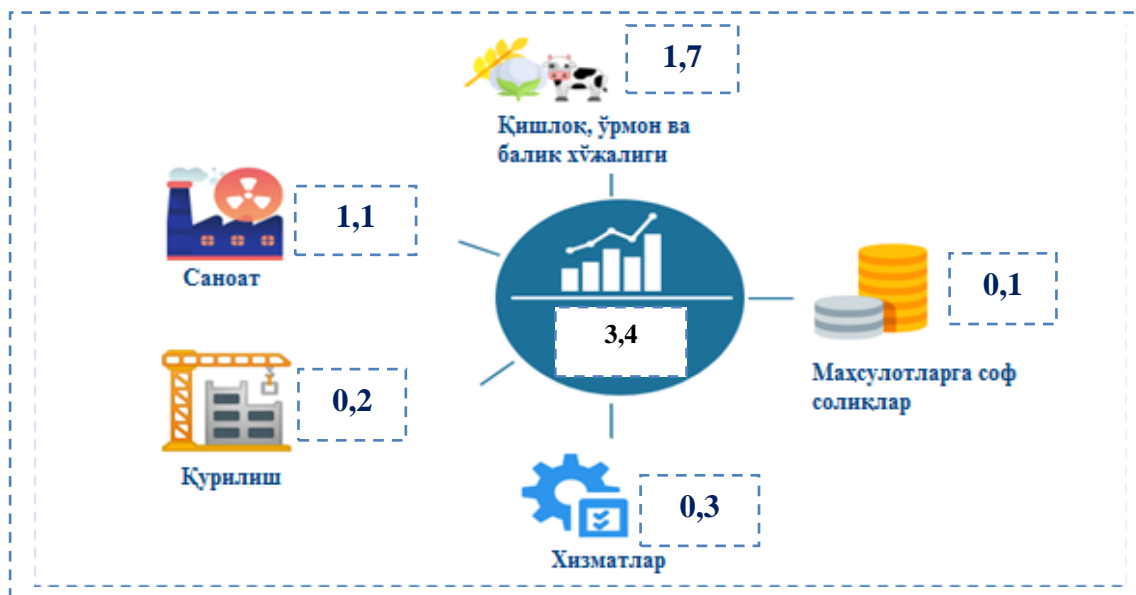 1,7
Қишлоқ, ўрмон ва
балиқ хўжалиги
1,1
Саноат
3,4
0,1
Маҳсулотларга соф
солиқлар
0,2
Қурилиш
0,3
Хизматлар